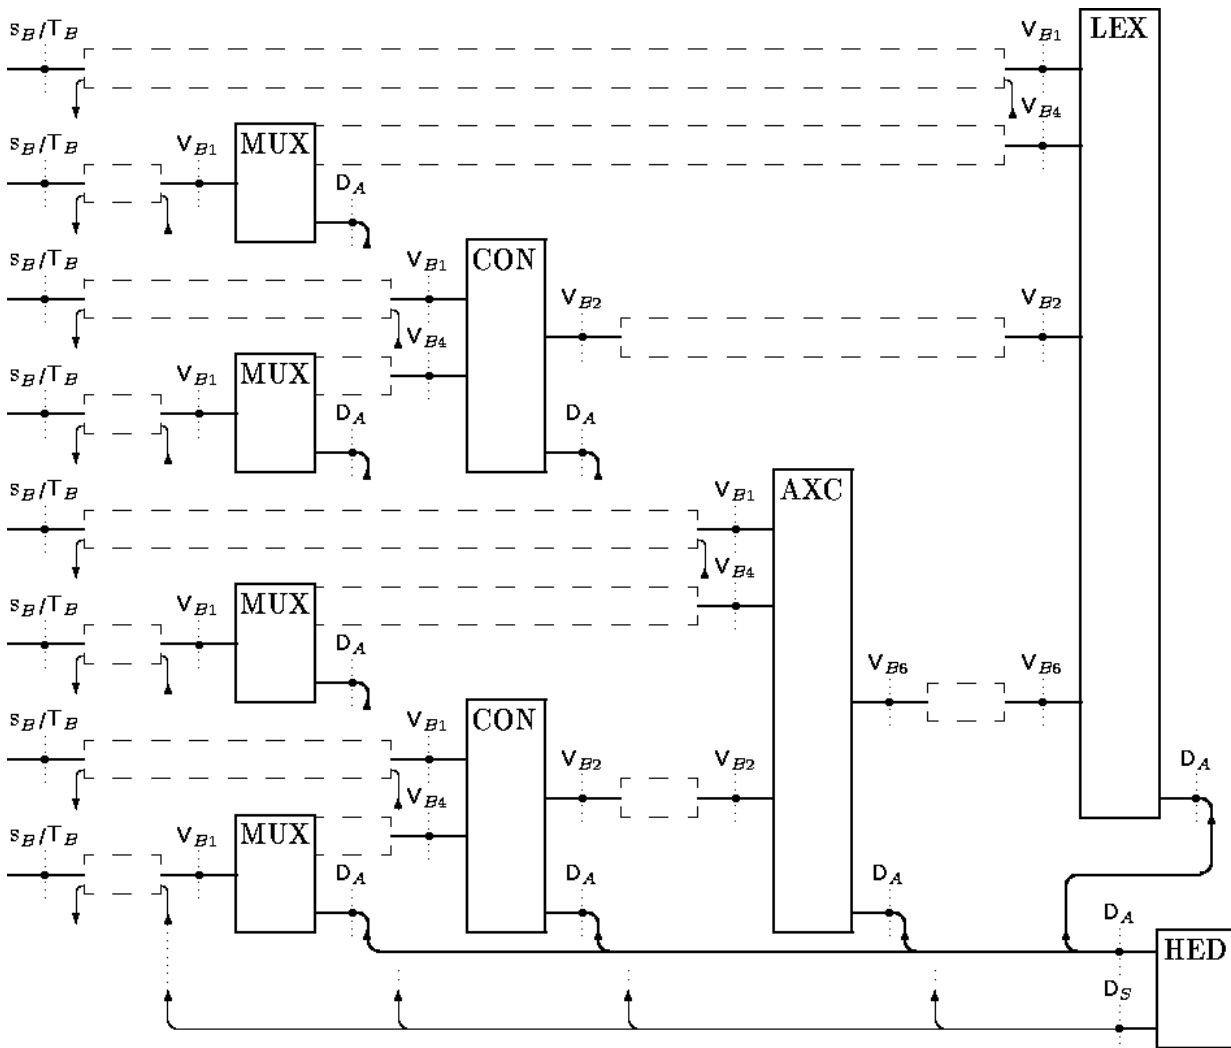 s_B/T_B V_B1 LEX
V_B4
s_B/T_B V_B1 MUX
D_A
s_B/T_B V_B1 CON
V_B2 V_B2
V_B4
s_B/T_B V_B1 MUX
D_A D_A
s_B/T_B V_B1 AXC
V_B4
s_B/T_B V_B1 MUX
D_A V_B6 V_B6
s_B/T_B V_B1 CON
V_B2 V_B2 D_A
V_B4
s_B/T_B V_B1 MUX
D_A D_A D_A
D_A
HED
D_S